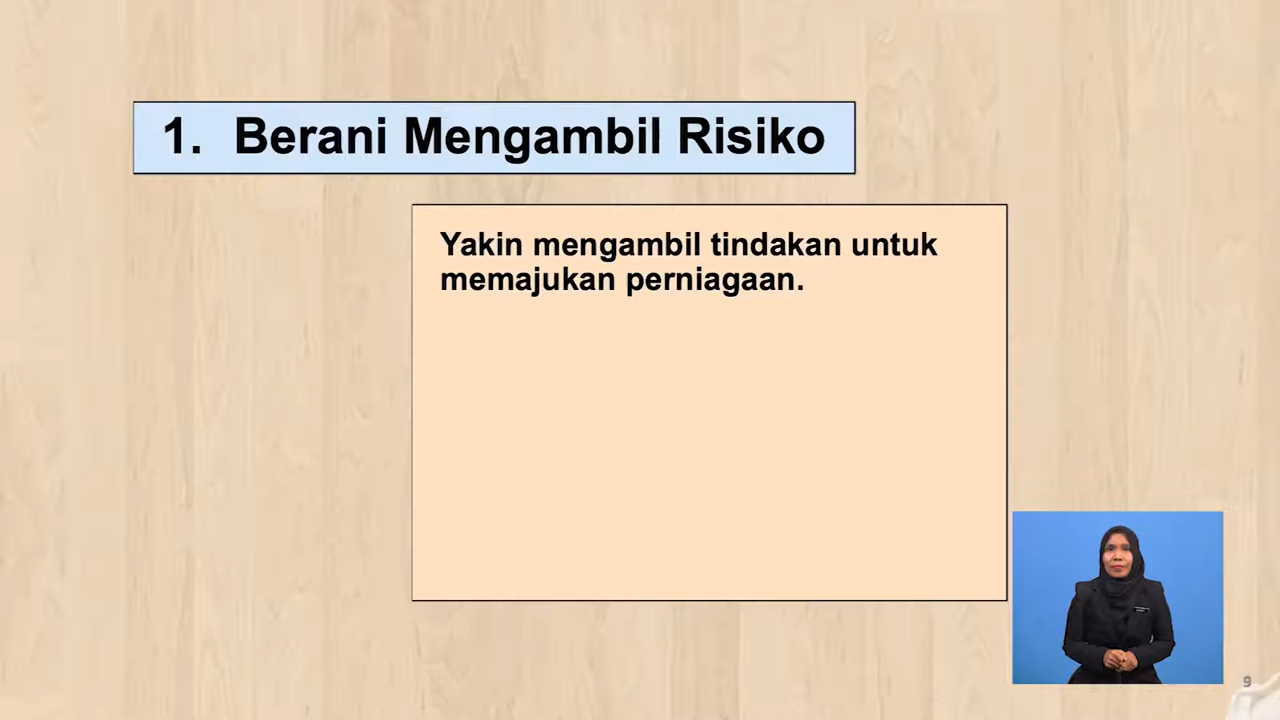 1. Berani Mengambil Risiko
Yakin mengambil tindakan untuk
memajukan perniagaan.
9